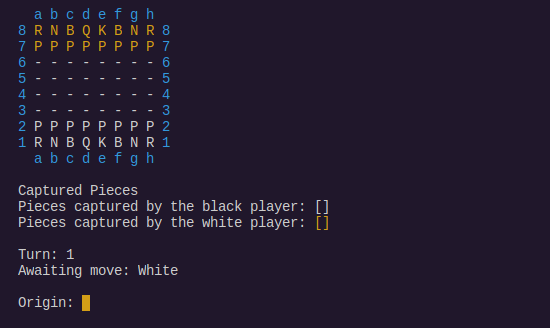 a b c d e f g h
8 R N B Q K B N R 8
7 P P P P P P P P 7
6 - - - - - - - - 6
5 - - - - - - - - 5
4 - - - - - - - - 4
3 - - - - - - - - 3
2 P P P P P P P P 2
1 R N B Q K B N R 1
a b c d e f g h
Captured Pieces
Pieces captured by the black player: []
Pieces captured by the white player: []
Turn: 1
Awaiting move: White
Origin: